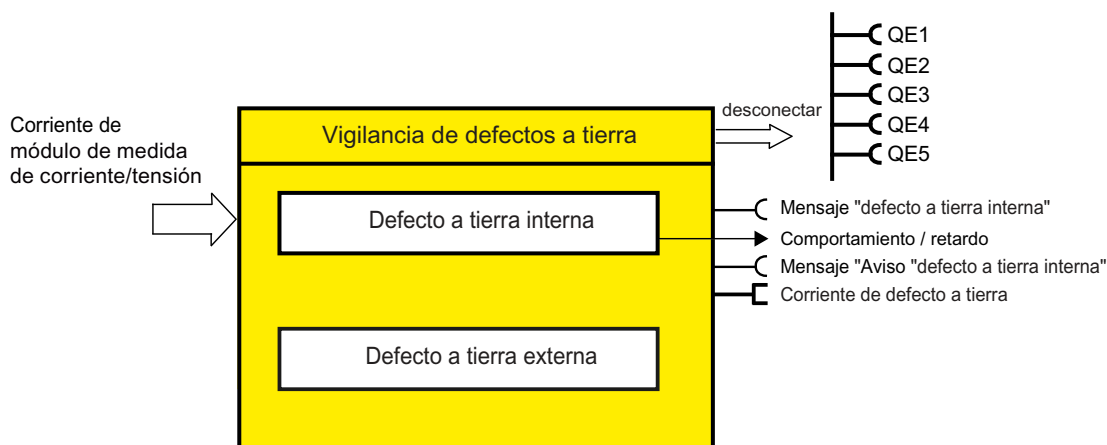 QE1
QE2
QE3
QE4
QE5
desconectar
Corriente de
módulo de medida
de corriente/tensión
Vigilancia de defectos a tierra
Defecto a tierra interna
Mensaje "defecto a tierra interna"
Comportamiento / retardo
Mensaje "Aviso "defecto a tierra interna"
Corriente de defecto a tierra
Defecto a tierra externa